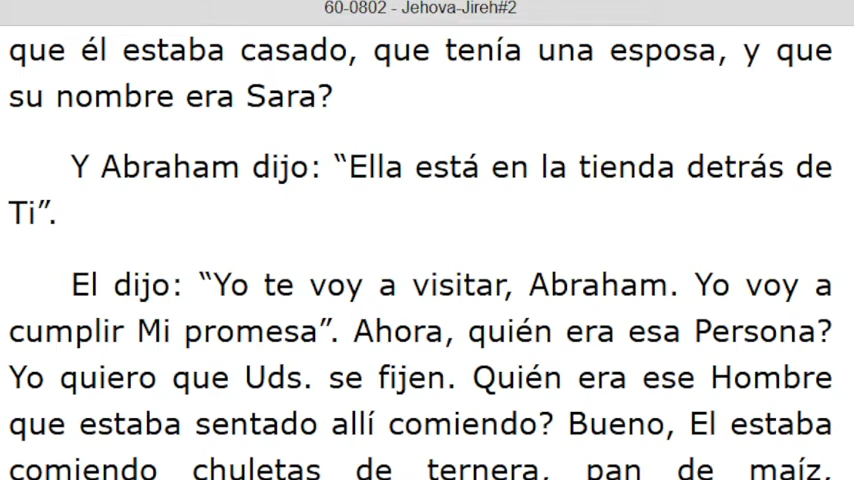 60-0802 - Jehova-Jireh#2
que él estaba casado, que tenía una esposa, y que
su nombre era Sara?
Y Abraham dijo: “Ella está en la tienda detrás de
Ti”.
El dijo: “Yo te voy a visitar, Abraham. Yo voy a
cumplir Mi promesa”. Ahora, quién era esa Persona?
Yo quiero que Uds. se fijen. Quién era ese Hombre
que estaba sentado allí comiendo? Bueno, El estaba
comiendo chuletas de ternera, pan de maíz,